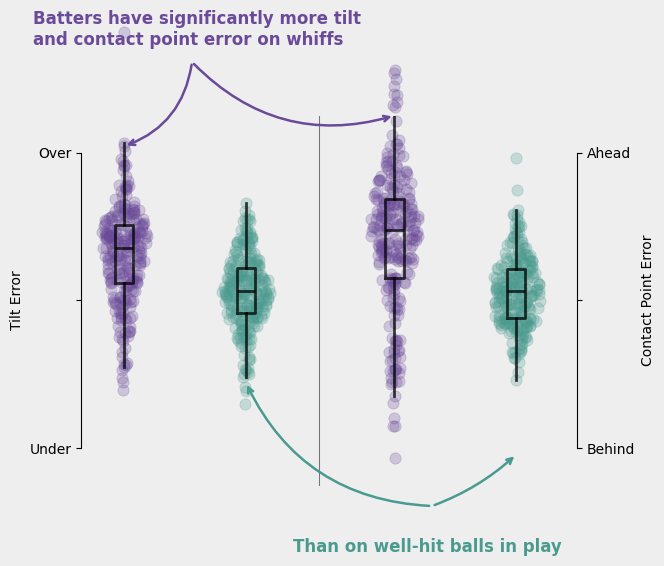 Batters have significantly more tilt
and contact point error on whiffs
Over
Ahead
Tilt Error
Contact Point Error
Under
Behind
Than on well-hit balls in play